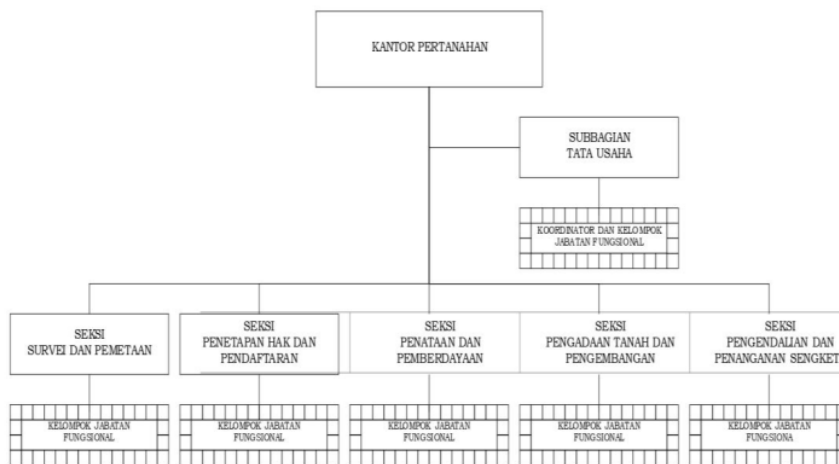 KANTOR PERTANAHAN
SUBBAGIAN
TATA USAHA
KOORDINATOR DAN KELOMPOK
JABATAN FUNGSIONAL
SEKSI
SURVEI DAN PEMETAAN
SEKSI
PENETAPAN HAK DAN
PENDAFTARAN
SEKSI
PENATAAN DAN
PEMBERDAYAAN
SEKSI
PENGADAAN TANAH DAN
PENGEMBANGAN
SEKSI
PENGENDALIAN DAN
PENANGANAN SENGKET
KELOMPOK JABATAN
FUNGSIONAL
KELOMPOK JABATAN
FUNGSIONAL
KELOMPOK JABATAN
FUNGSIONAL
KELOMPOK JABATAN
FUNGSIONAL
KELOMPOK JABATAN
FUNGSIONA